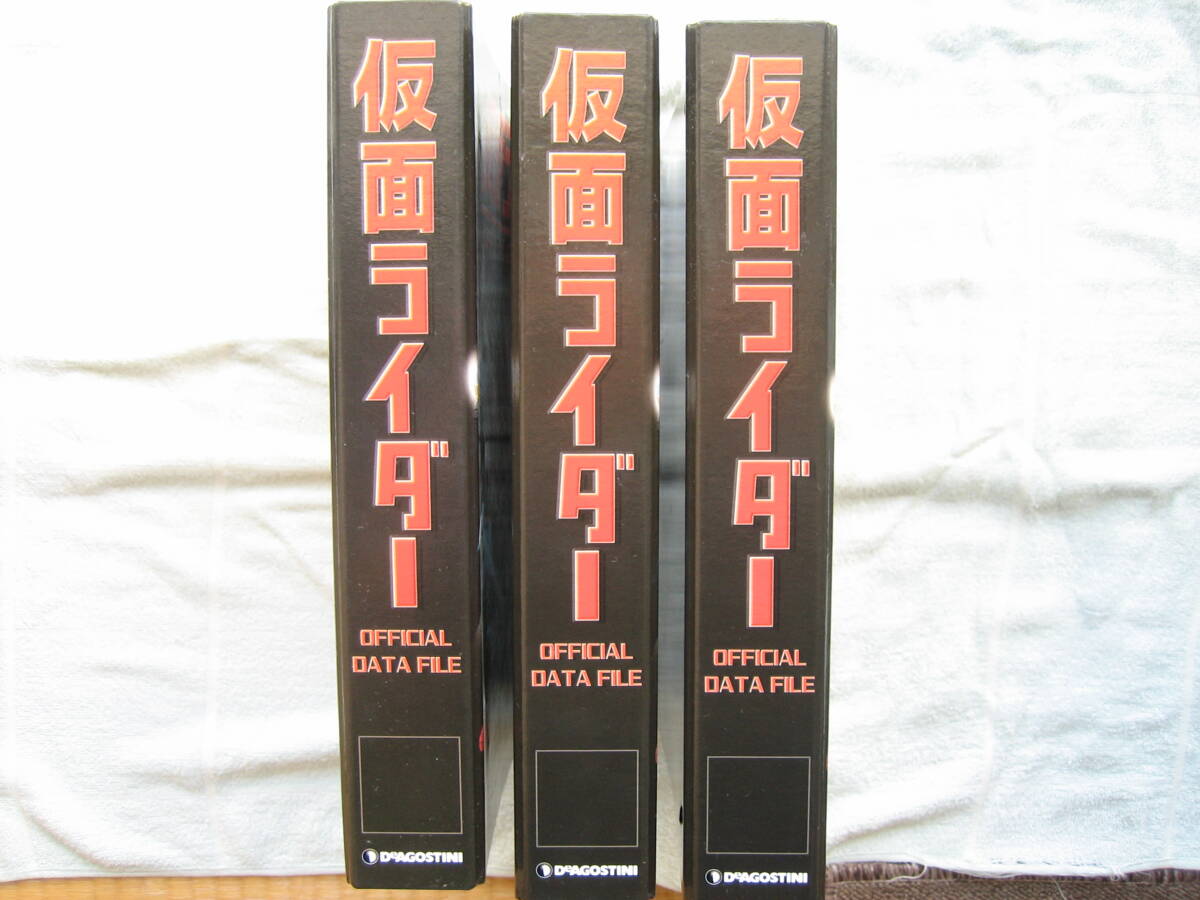 仮面ライダー
OFFICIAL
DATA FILE
DeAGOSTINI
仮面ライダー
OFFICIAL
DATA FILE
DeAGOSTINI
仮面ライダー
OFFICIAL
DATA FILE
DeAGOSTINI